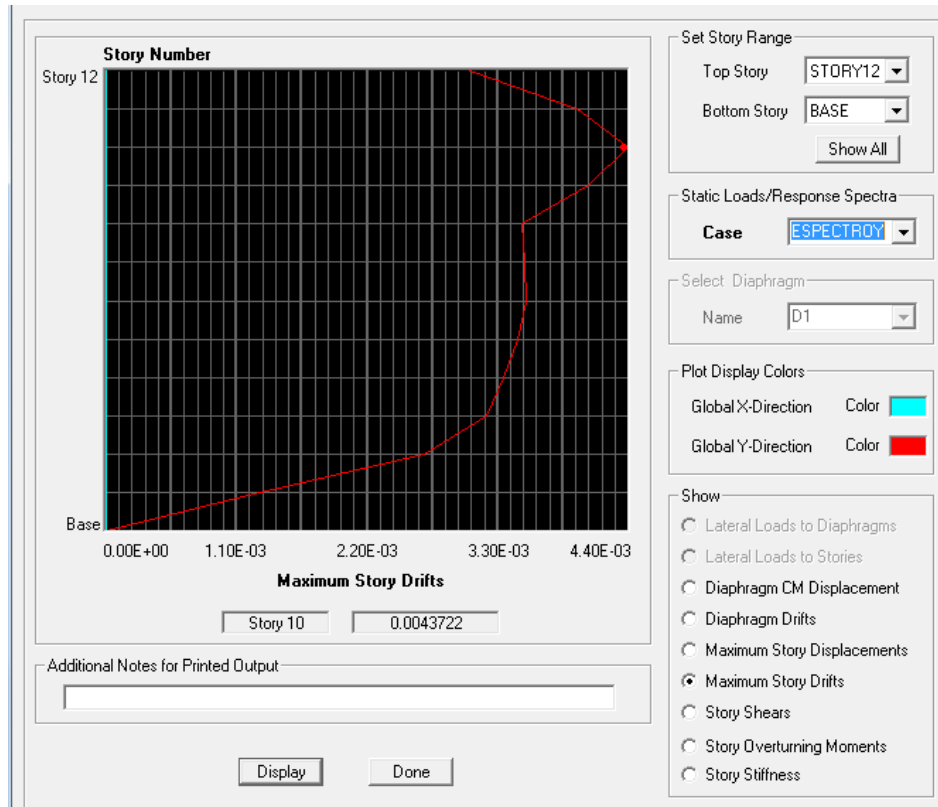 Story Number
Story 12
Base
0.00E+00 1.10E-03 2.20E-03 3.30E-03 4.40E-03
Maximum Story Drifts
Story 10 0.0043722
Additional Notes for Printed Output
Display Done
Set Story Range
Top Story STORY12
Bottom Story BASE
Show All
Static Loads/Response Spectra
Case ESPECTROY
Select Diaphragm
Name D1
Plot Display Colors
Global X-Direction Color
Global Y-Direction Color
Show
Lateral Loads to Diaphragms
Lateral Loads to Stories
Diaphragm CM Displacement
Diaphragm Drifts
Maximum Story Displacements
Maximum Story Drifts
Story Shears
Story Overturning Moments
Story Stiffness